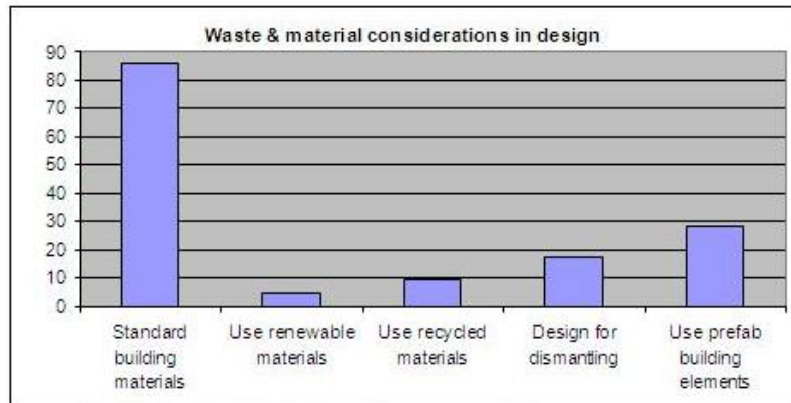 Waste & material considerations in design
90
80
70
60
50
40
30
20
10
0
Standard building materials
Use renewable materials
Use recycled materials
Design for dismantling
Use prefab building elements